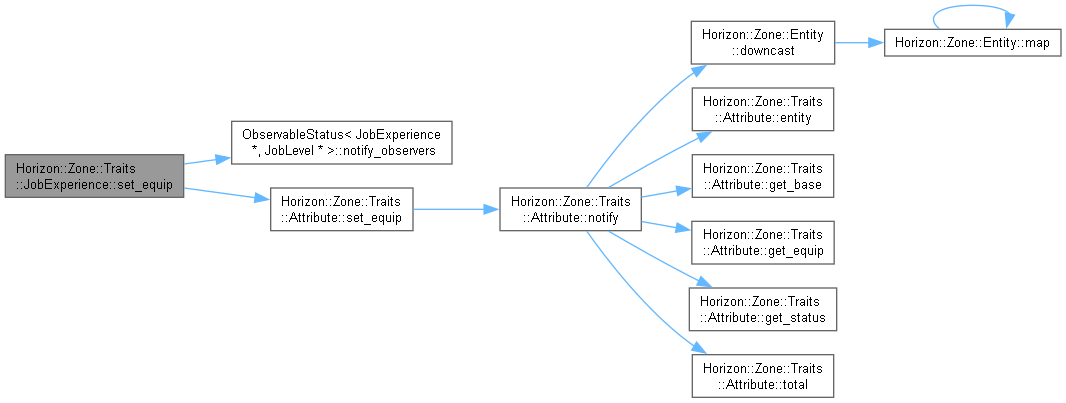 Horizon::Zone::Traits
::JobExperience::set_equip
ObservableStatus< JobExperience
*, JobLevel * >::notify_observers
Horizon::Zone::Traits
::Attribute::set_equip
Horizon::Zone::Traits
::Attribute::notify
Horizon::Zone::Entity
::downcast
Horizon::Zone::Entity::map
Horizon::Zone::Traits
::Attribute::entity
Horizon::Zone::Traits
::Attribute::get_base
Horizon::Zone::Traits
::Attribute::get_equip
Horizon::Zone::Traits
::Attribute::get_status
Horizon::Zone::Traits
::Attribute::total